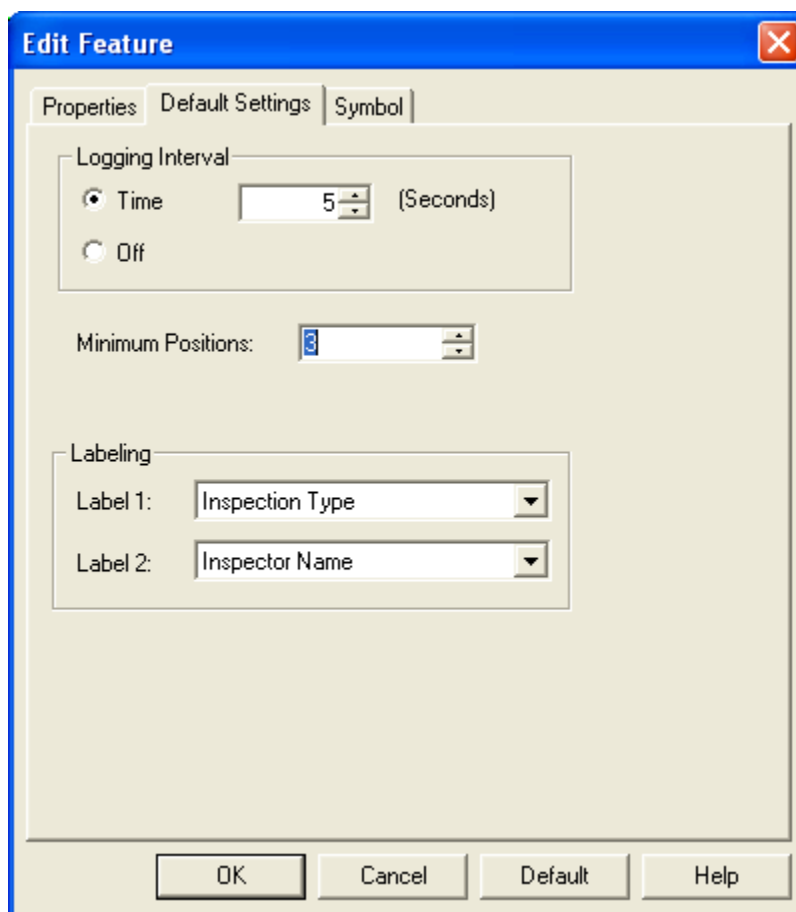 Edit Feature
Properties Default Settings Symbol
Logging Interval
Time 5 (Seconds)
Off
Minimum Positions: 3
Labeling
Label 1: Inspection Type
Label 2: Inspector Name
OK Cancel Default Help